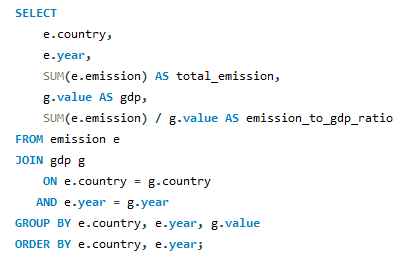 SELECT
    e.country,
    e.year,
    SUM(e.emission) AS total_emission,
    g.value AS gdp,
    SUM(e.emission) / g.value AS emission_to_gdp_ratio
FROM emission e
JOIN gdp g
    ON e.country = g.country
   AND e.year = g.year
GROUP BY e.country, e.year, g.value
ORDER BY e.country, e.year;